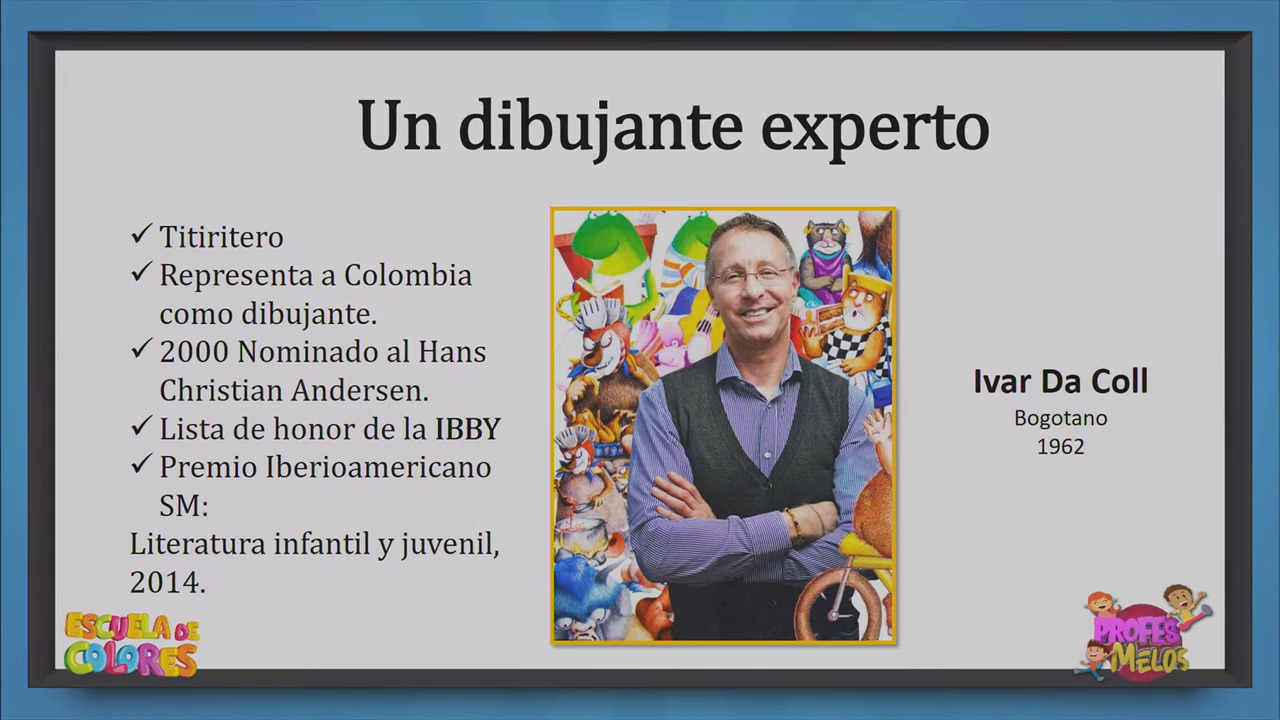 Un dibujante experto
✓ Titiritero
✓ Representa a Colombia
como dibujante.
✓ 2000 Nominado al Hans
Christian Andersen.
✓ Lista de honor de la IBBY
✓ Premio Iberoamericano
SM:
Literatura infantil y juvenil,
2014.
Ivar Da Coll
Bogotano
1962
ESCUELA DE
COLORES
PROFES
MELOS